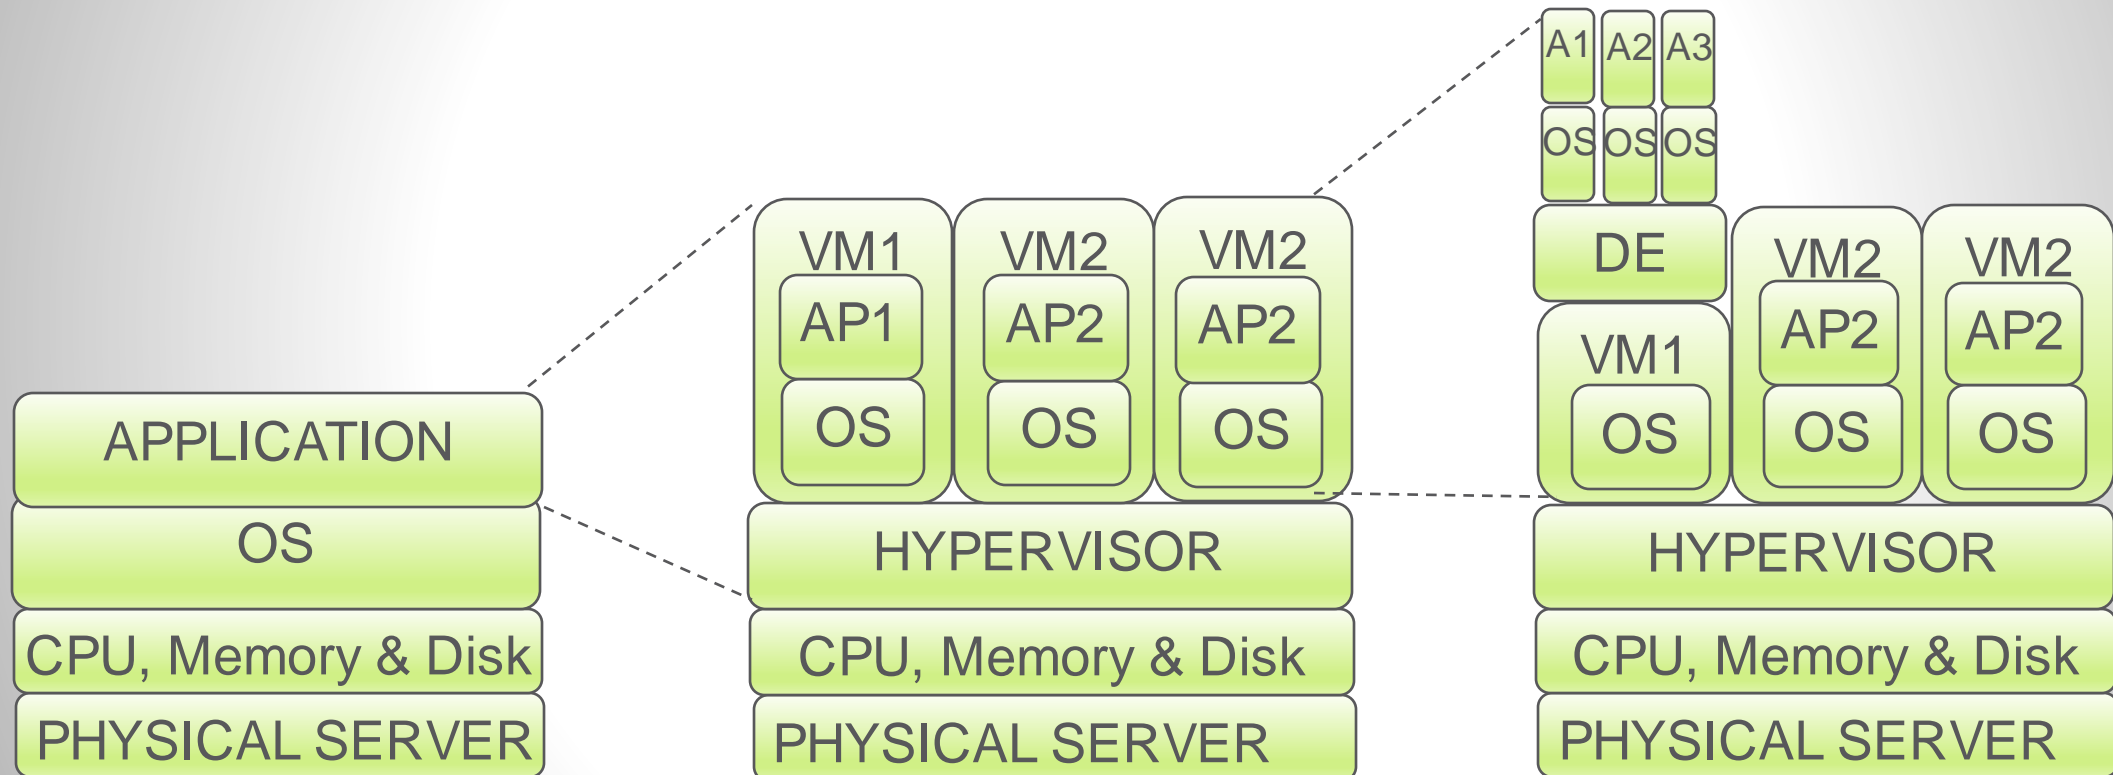 APPLICATION
OS
CPU, Memory & Disk
PHYSICAL SERVER
VM1
AP1
OS
VM2
AP2
OS
VM2
AP2
OS
HYPERVISOR
CPU, Memory & Disk
PHYSICAL SERVER
A1 A2 A3
OS OS OS
DE
VM1
OS
VM2
AP2
OS
VM2
AP2
OS
HYPERVISOR
CPU, Memory & Disk
PHYSICAL SERVER